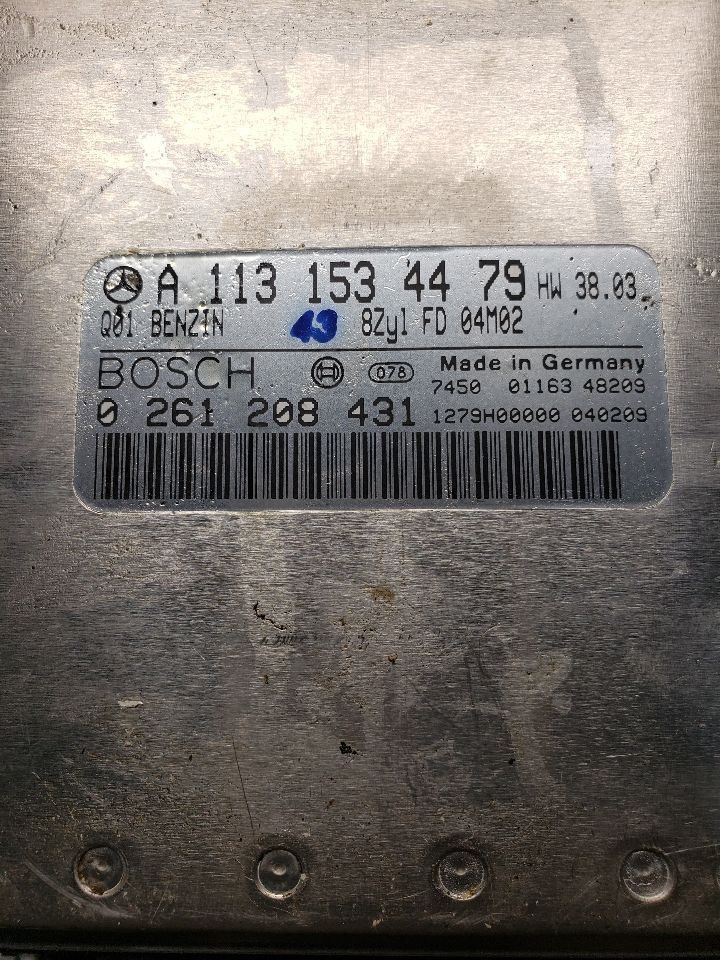 A 113 153 44 79 HW 38.03
Q01 BENZIN 8Zyl FD 04M02
BOSCH 078 Made in Germany
7450 01163 48209
0 261 208 431 1279H00000 040209